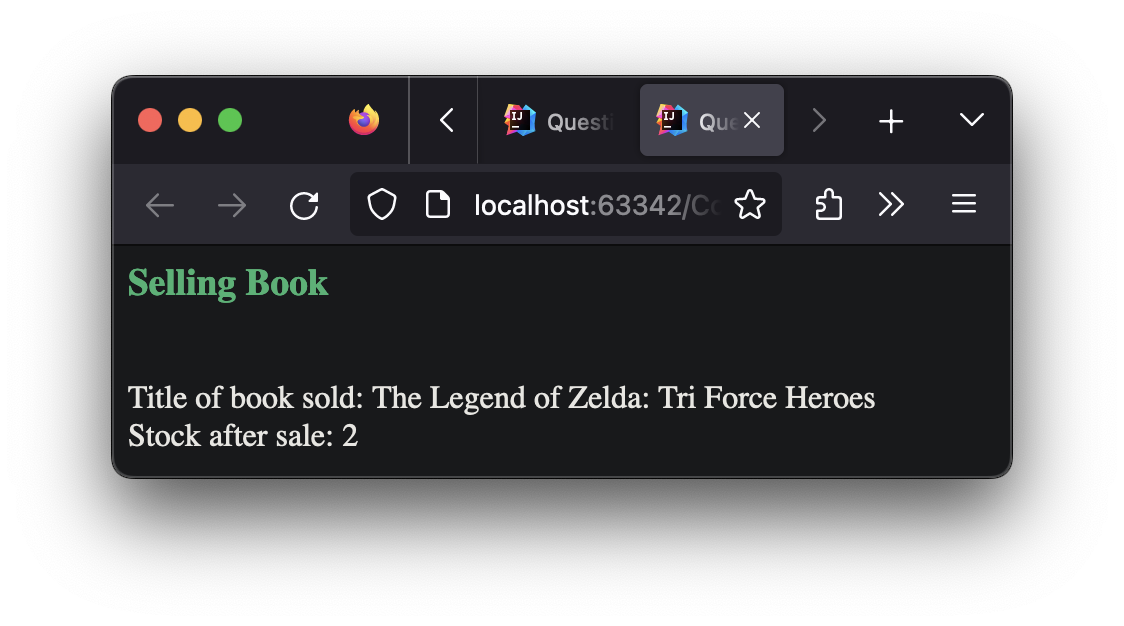 IJ Questi IJ Que
localhost:63342/Co
Selling Book
Title of book sold: The Legend of Zelda: Tri Force Heroes
Stock after sale: 2